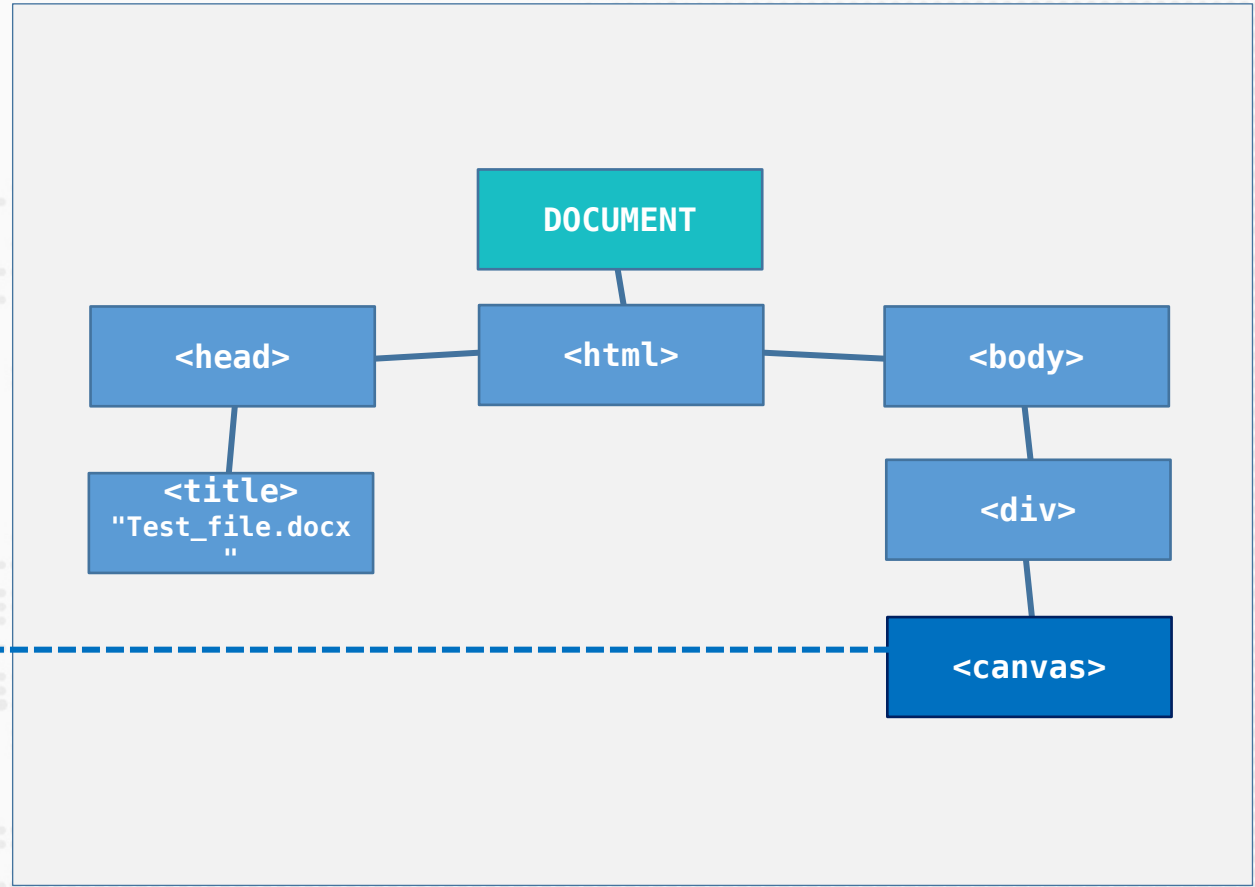 DOCUMENT
<head>
<html>
<body>
<title>
"Test_file.docx
"
<div>
<canvas>